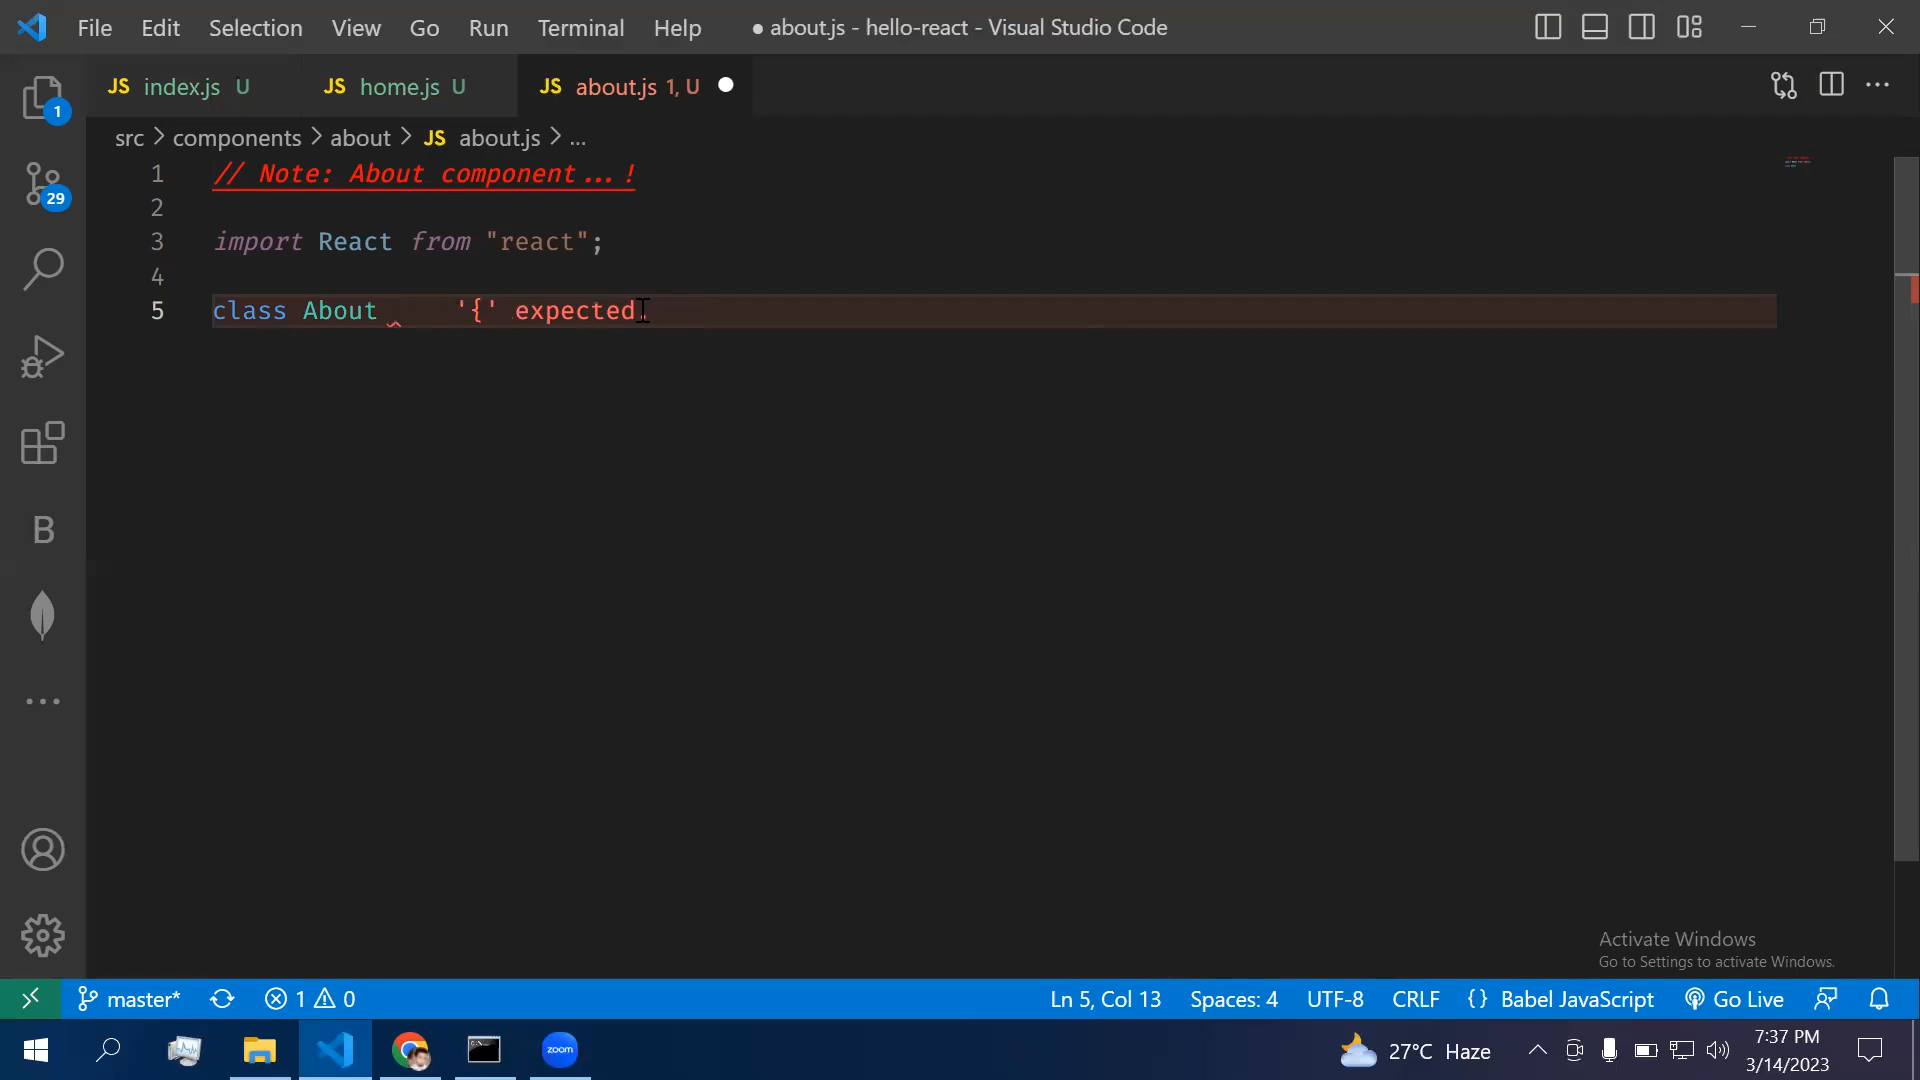 File Edit Selection View Go Run Terminal Help ● about.js - hello-react - Visual Studio Code
JS index.js U JS home.js U JS about.js 1, U
src > components > about > JS about.js > ...
1 // Note: About component...!
2
3 import React from "react";
4
5 class About '{' expected.
1
29
B
Activate Windows
Go to Settings to activate Windows.
master* 1 0 Ln 5, Col 13 Spaces: 4 UTF-8 CRLF {} Babel JavaScript Go Live
zoom 27°C Haze 7:37 PM
3/14/2023